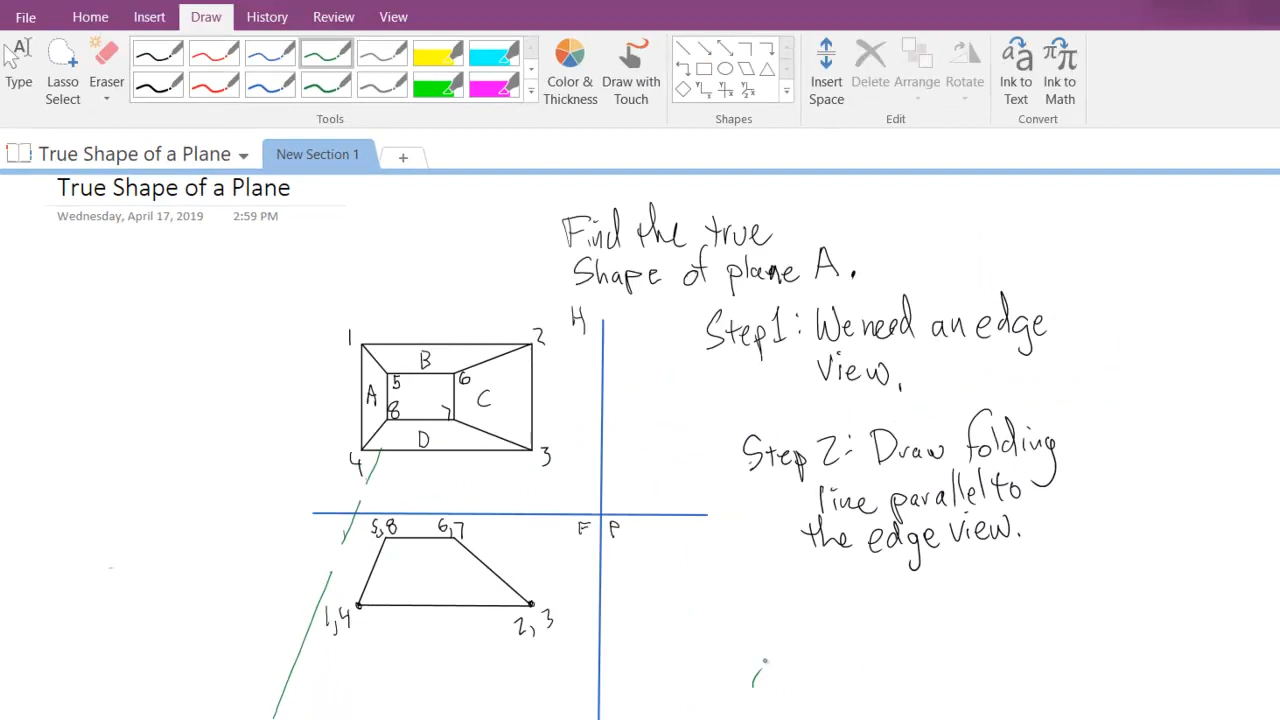 File Home Insert Draw History Review View
Type
Lasso
Select
Eraser
Color &
Thickness
Draw with
Touch
Insert
Space
Delete
Arrange
Rotate
Ink to
Text
Ink to
Math
Tools
Shapes
Edit
Convert
True Shape of a Plane
New Section 1
+
True Shape of a Plane
Wednesday, April 17, 2019 2:59 PM
Find the true
Shape of plane A.
Step 1: We need an edge
view.
Step 2: Draw folding
line parallel to
the edge view.
H
1 2
B
5 6
A C
8 7
D
4 3
5,8 6,7 F P
1,4 2,3